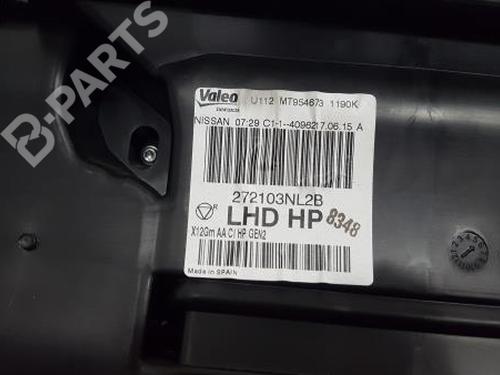 B-PARTS
Valeo U112 MT954673 1190K
NISSAN 07:29 C1-1--4096217.06.15 A
272103NL2B
R LHD HP 8348
X12Gm AA C/ HP GEN2
Made in SPAIN